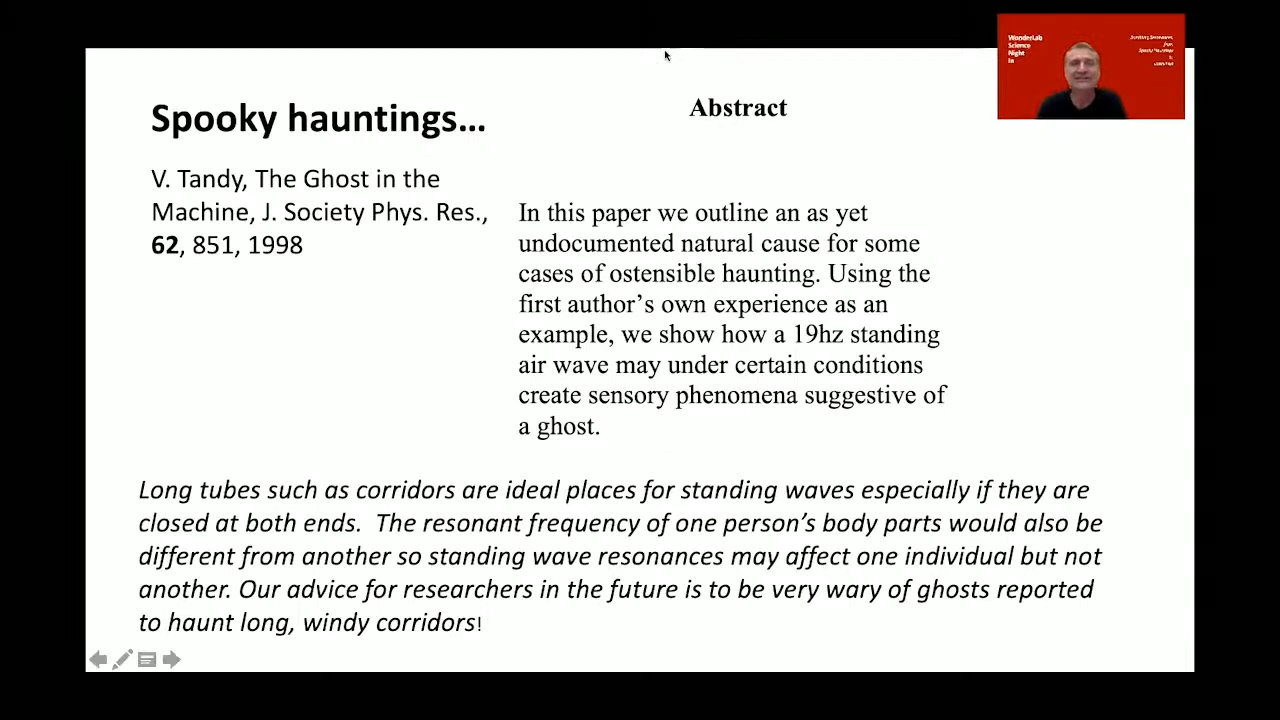 Spooky hauntings...
V. Tandy, The Ghost in the
Machine, J. Society Phys. Res.,
62, 851, 1998
Abstract
In this paper we outline an as yet
undocumented natural cause for some
cases of ostensible haunting. Using the
first author's own experience as an
example, we show how a 19hz standing
air wave may under certain conditions
create sensory phenomena suggestive of
a ghost.
Long tubes such as corridors are ideal places for standing waves especially if they are
closed at both ends. The resonant frequency of one person's body parts would also be
different from another so standing wave resonances may affect one individual but not
another. Our advice for researchers in the future is to be very wary of ghosts reported
to haunt long, windy corridors!
WonderLab
Science
Night
In
from
Spooky Hauntings